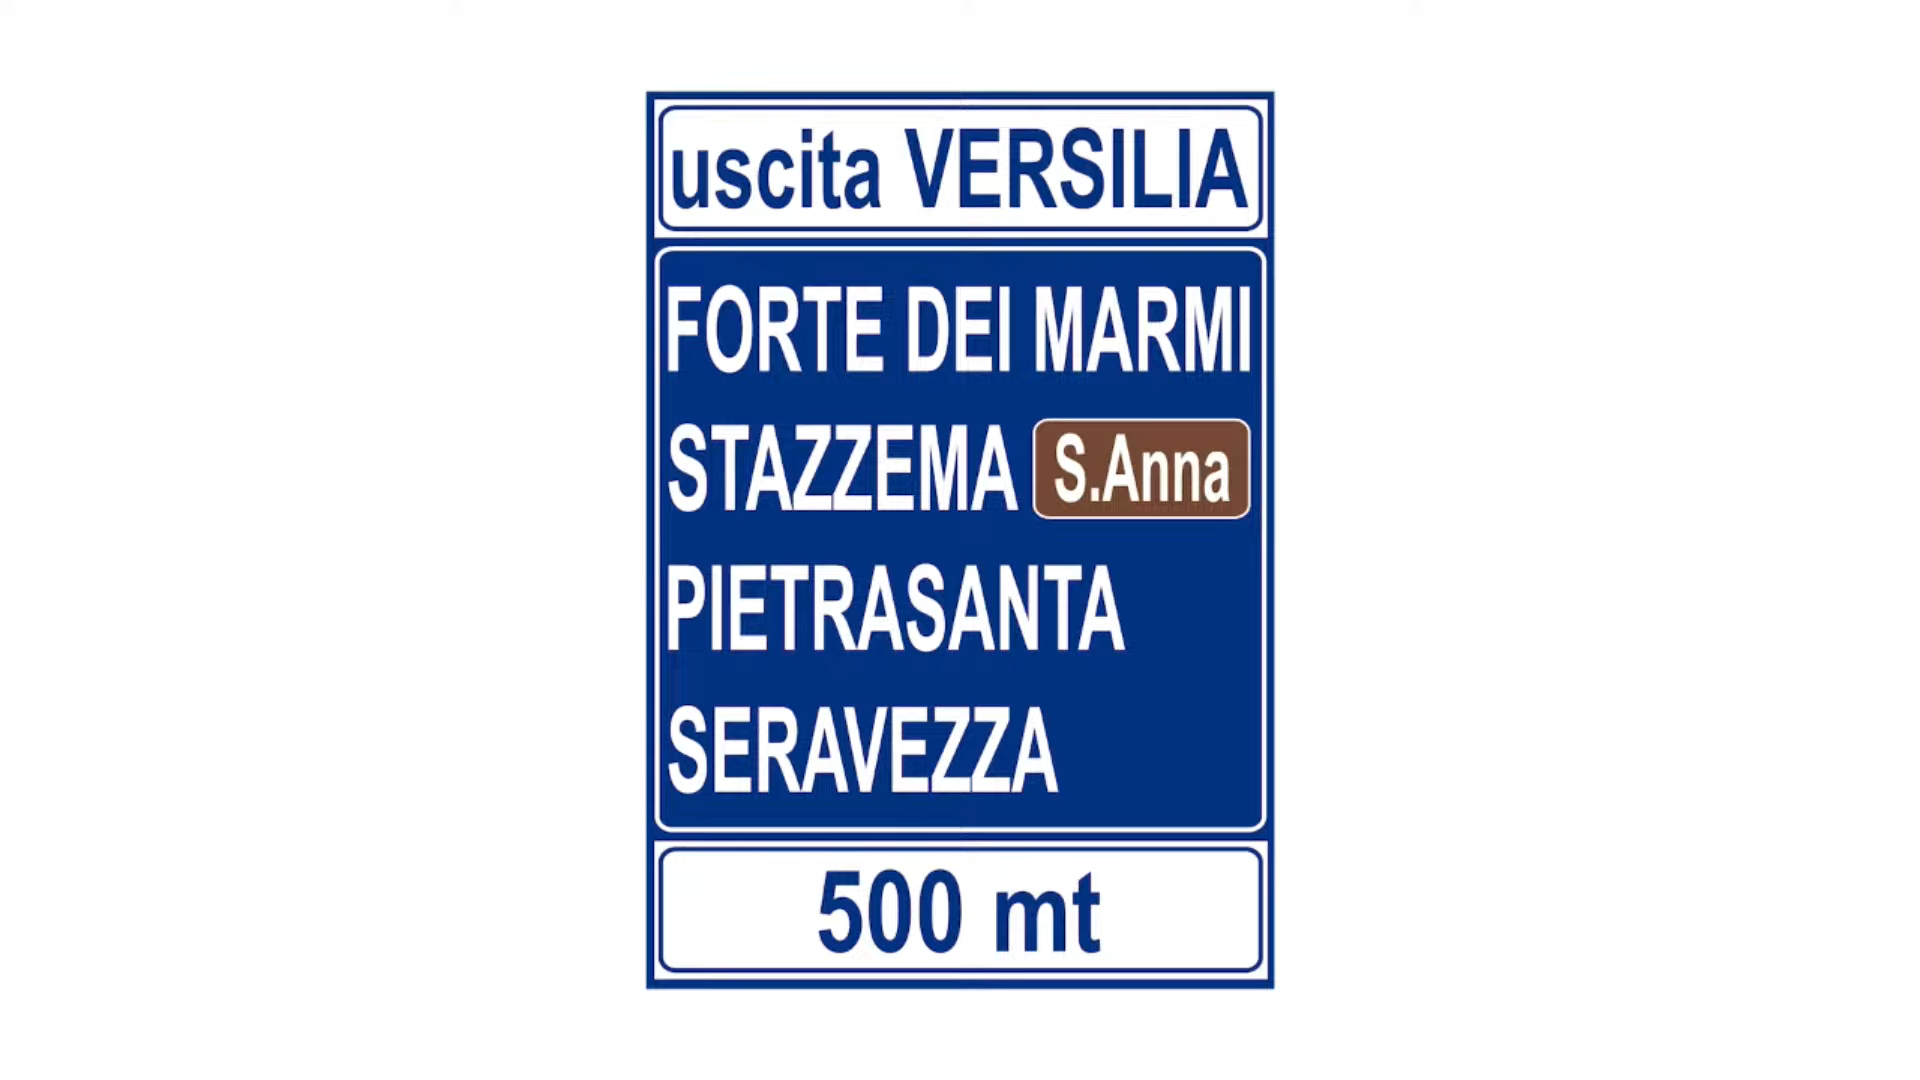 uscita VERSILIA
FORTE DEI MARMI
STAZZEMA S.Anna
PIETRASANTA
SERAVEZZA
500 mt